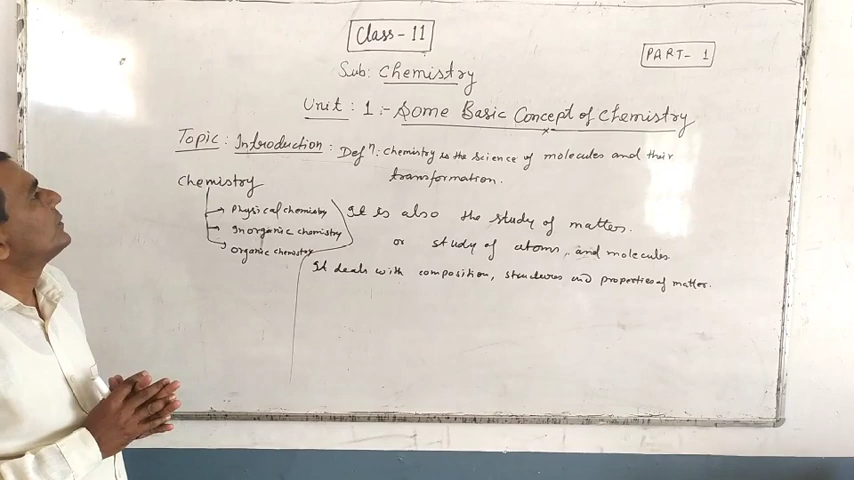 Class - 11
PART - 1
Sub: Chemistry
Unit : 1 :- Some Basic Concept of Chemistry
Topic : Introduction : Defⁿ: Chemistry is the science of molecules and their
transformation.
Chemistry
→ Physical chemistry
→ Inorganic chemistry
→ Organic chemistry
It is also the study of matter.
or study of atoms, and molecules
It deals with composition, structures and properties of matter.